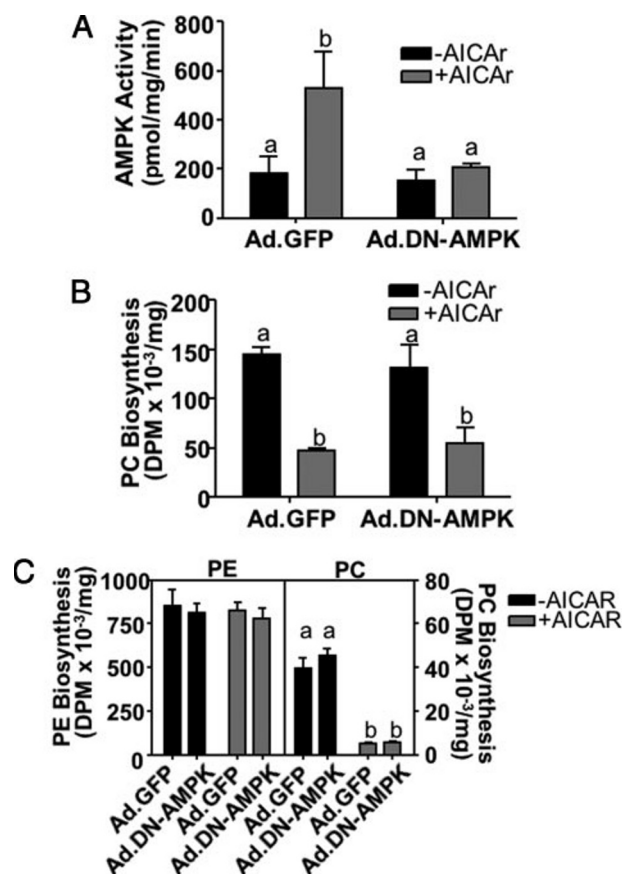 A
AMPK Activity
(pmol/mg/min)
800
600
400
200
0
a
b
a
a
-AICAr
+AICAr
Ad.GFP
Ad.DN-AMPK
B
PC Biosynthesis
(DPM x 10⁻³/mg)
200
150
100
50
0
a
b
a
b
-AICAr
+AICAr
Ad.GFP
Ad.DN-AMPK
C
PE Biosynthesis
(DPM x 10⁻³/mg)
1000
750
500
250
0
PE
PC
a
a
b
b
80
60
40
20
0
PC Biosynthesis
(DPM x 10⁻³/mg)
-AICAR
+AICAR
Ad.GFP
Ad.DN-AMPK
Ad.GFP
Ad.DN-AMPK
Ad.GFP
Ad.DN-AMPK
Ad.GFP
Ad.DN-AMPK